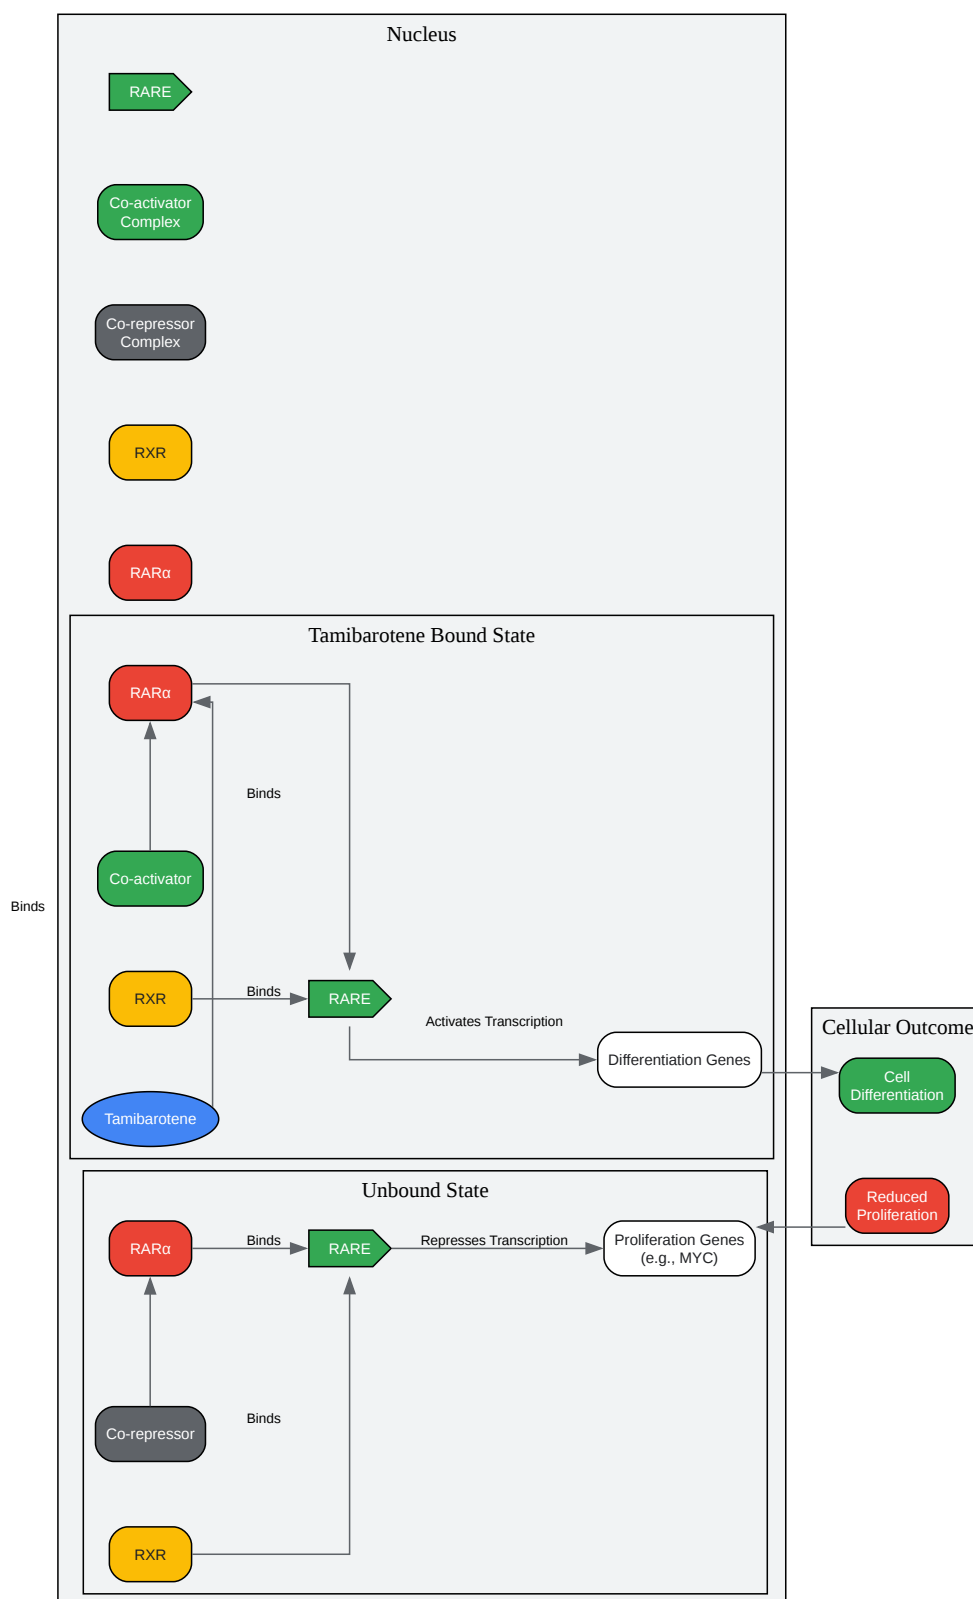 Nucleus
RARE
Co-activator
Complex
Co-repressor
Complex
RXR
RARα
Tamibarotene Bound State
RARα
Binds
Co-activator
Binds
RXR
Binds
RARE
Activates Transcription
Differentiation Genes
Tamibarotene
Cellular Outcome
Cell
Differentiation
Reduced
Proliferation
Unbound State
RARα
Binds
RARE
Represses Transcription
Proliferation Genes
(e.g., MYC)
Co-repressor
Binds
RXR